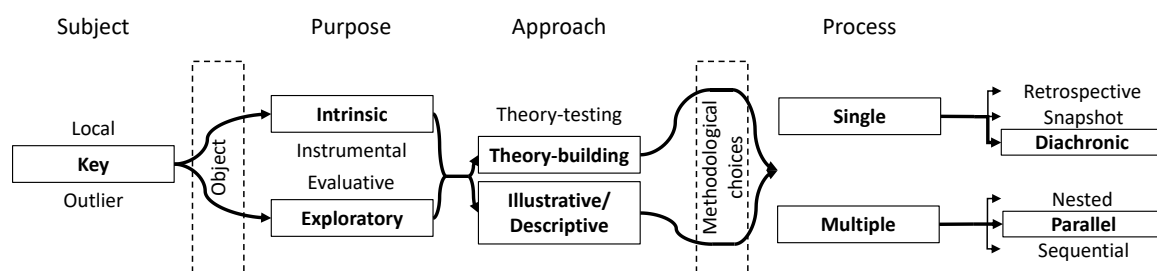 Subject
Purpose
Approach
Process
Local
Key
Outlier
Object
Intrinsic
Instrumental
Evaluative
Exploratory
Theory-testing
Theory-building
Illustrative/
Descriptive
Methodological
choices
Single
Retrospective
Snapshot
Diachronic
Multiple
Nested
Parallel
Sequential